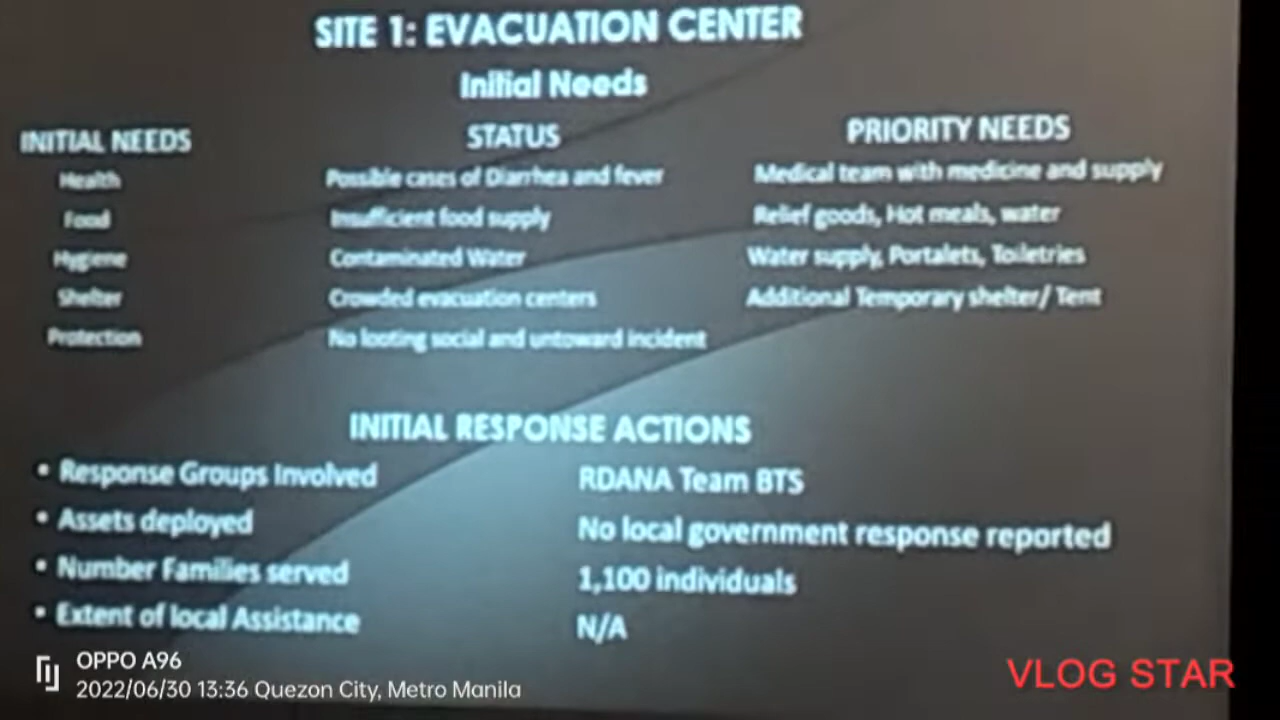 SITE 1: EVACUATION CENTER
Initial Needs
INITIAL NEEDS STATUS PRIORITY NEEDS
Health Possible cases of Diarrhea and fever Medical team with medicine and supply
Food Insufficient food supply Relief goods, Hot meals, water
Hygiene Contaminated Water Water supply, Portalets, Toiletries
Shelter Crowded evacuation centers Additional Temporary shelter/ Tent
Protection No looting social and untoward incident
INITIAL RESPONSE ACTIONS
• Response Groups Involved RDANA Team BTS
• Assets deployed No local government response reported
• Number Families served 1,100 individuals
• Extent of local Assistance N/A
OPPO A96
2022/06/30 13:36 Quezon City, Metro Manila
VLOG STAR